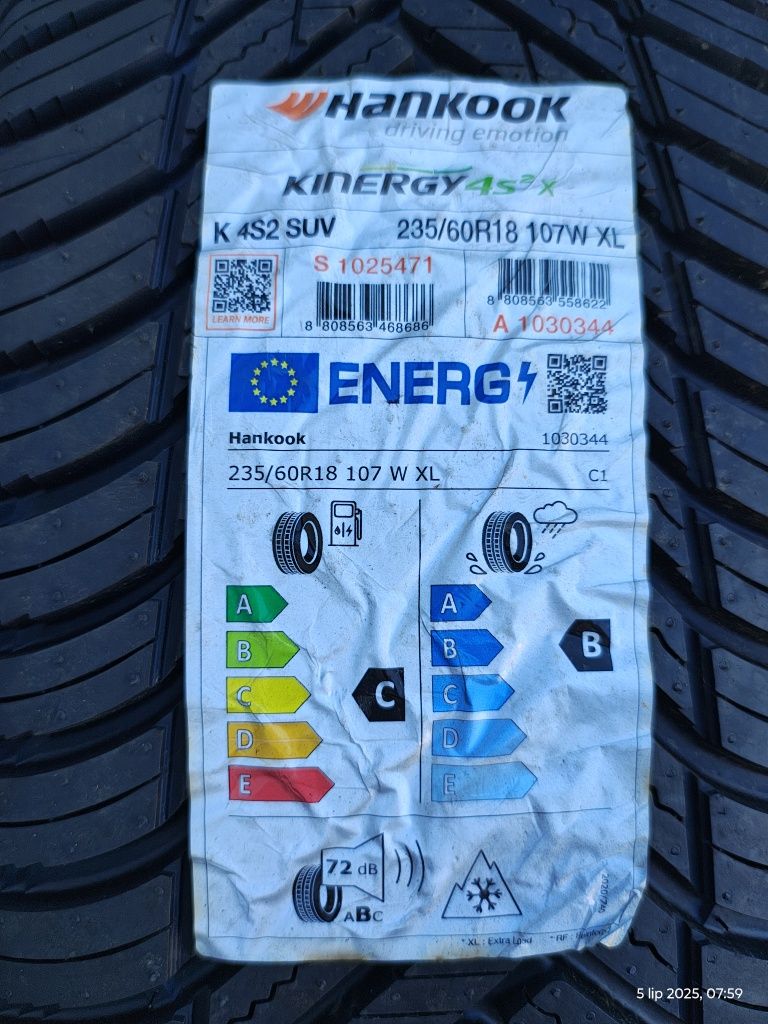 Hankook
driving emotion
KINERGY 4S² X
K 4S2 SUV 235/60R18 107W XL
LEARN MORE
S 1025471
8 808563 468686
8 808563 558622
A 1030344
ENERG
Hankook 1030344
235/60R18 107 W XL C1
A A
B B B
C C C
D D
E E
72 dB
ABC
* XL : Extra Load * RF :
5 lip 2025, 07:59